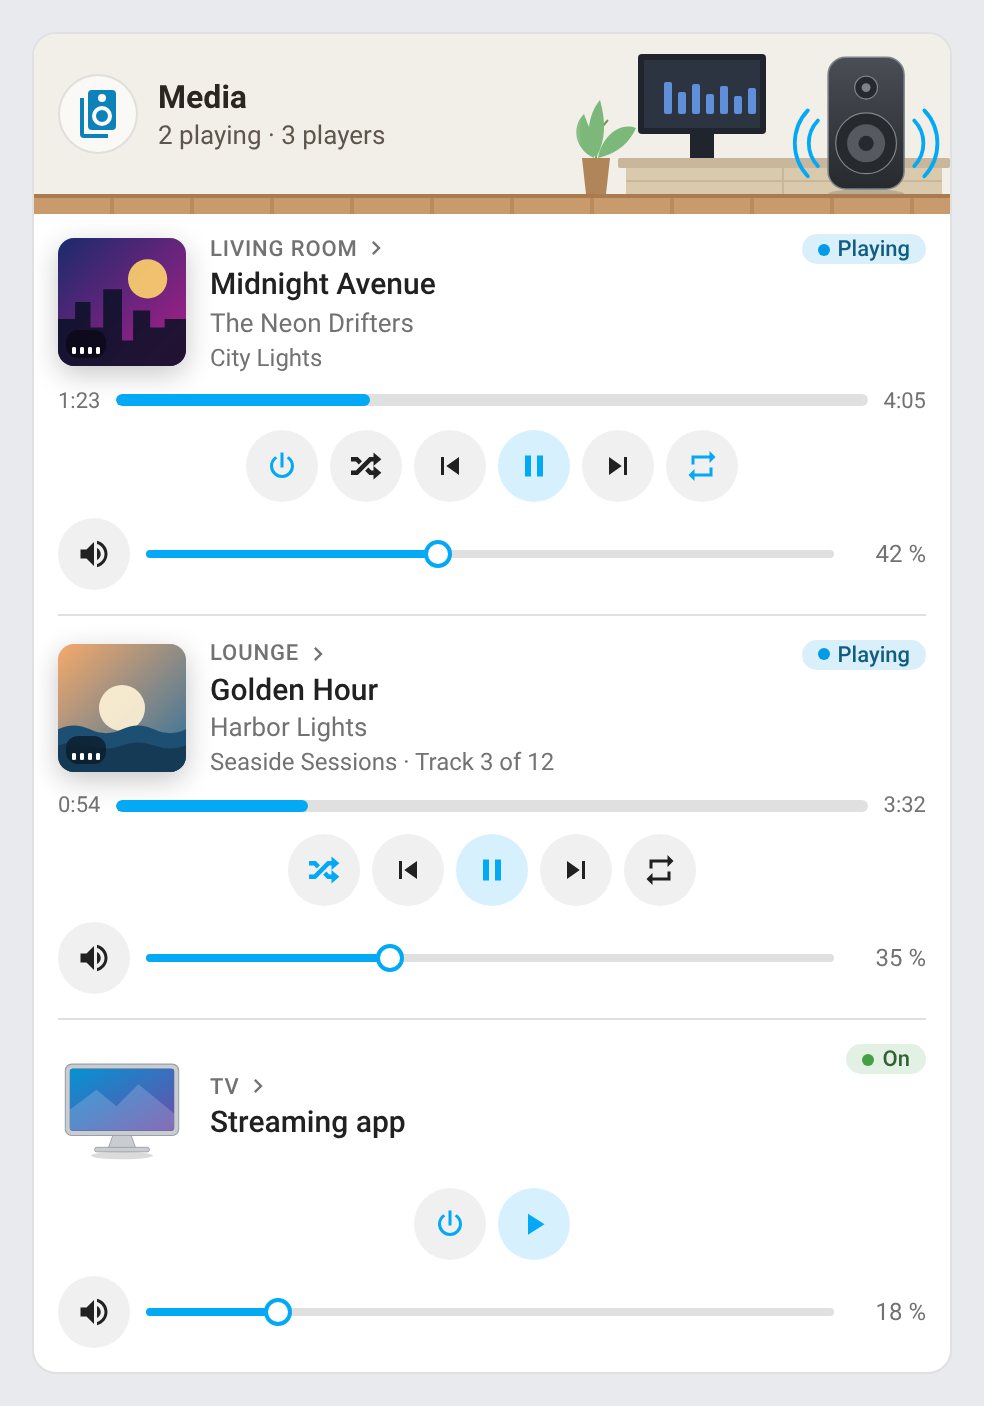 Media
2 playing · 3 players
LIVING ROOM
Playing
Midnight Avenue
The Neon Drifters
City Lights
1:23
4:05
42 %
LOUNGE
Playing
Golden Hour
Harbor Lights
Seaside Sessions · Track 3 of 12
0:54
3:32
35 %
On
TV
Streaming app
18 %